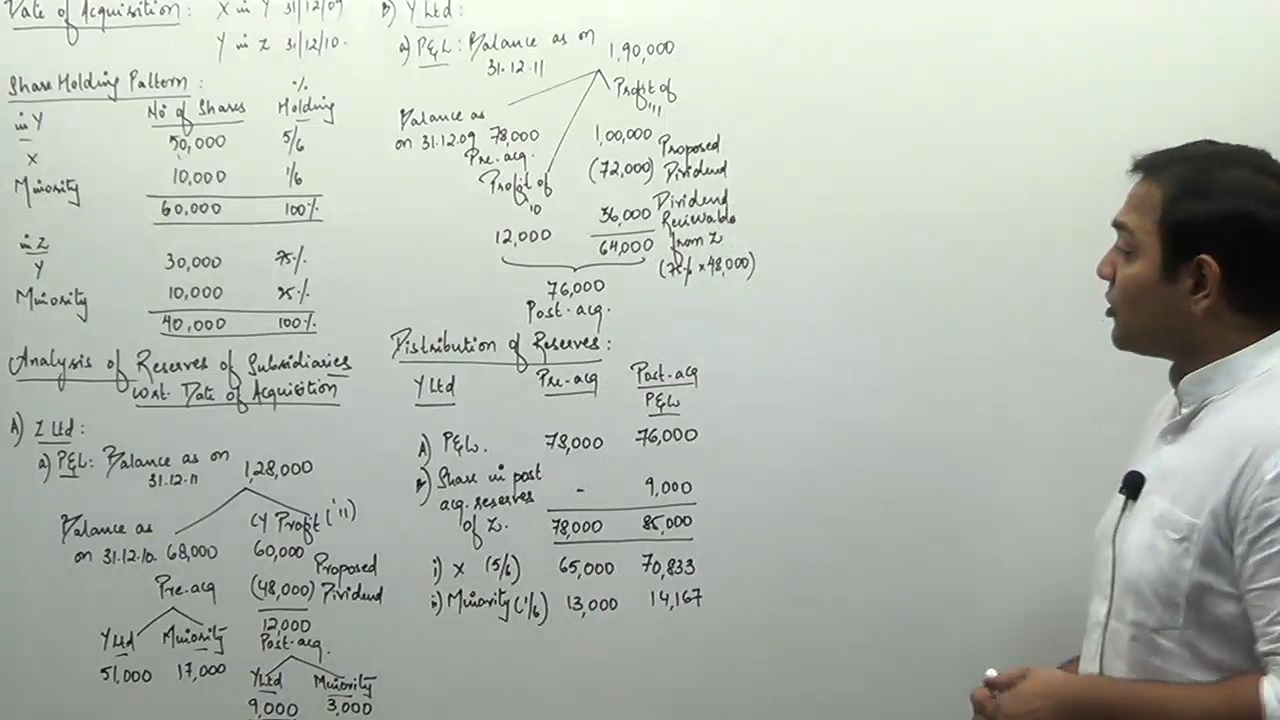 Date of Acquisition : X in Y 31/12/09
Y in Z 31/12/10.
Share Holding Pattern :
No of Shares % Holding
in Y
X 50,000 5/6
Minority 10,000 1/6
60,000 100%
in Z
Y 30,000 75%
Minority 10,000 25%
40,000 100%
Analysis of Reserves of Subsidiaries
w.r.t. Date of Acquisition
A) Z Ltd :
a) P&L : Balance as on 1,28,000
31.12.11
Balance as CY Profit ('11)
on 31.12.10. 68,000 60,000
Pre-acq (48,000) Proposed Dividend
12,000
Post-acq.
Y Ltd Minority
51,000 17,000
Y Ltd Minority
9,000 3,000
B) Y Ltd :
a) P&L : Balance as on 1,90,000
31.12.11
Balance as
on 31.12.09 78,000
Pre-acq.
Profit of
'10
12,000
Profit of
'11
1,00,000
(72,000) Proposed Dividend
36,000 Dividend Receivable from Z
64,000 (75% x 48,000)
76,000
Post-acq.
Distribution of Reserves :
Y Ltd Pre-acq Post-acq
P&L
A) P&L. 78,000 76,000
B) Share in post
acq. reserves - 9,000
of Z. 78,000 85,000
i) X (5/6) 65,000 70,833
ii) Minority (1/6) 13,000 14,167